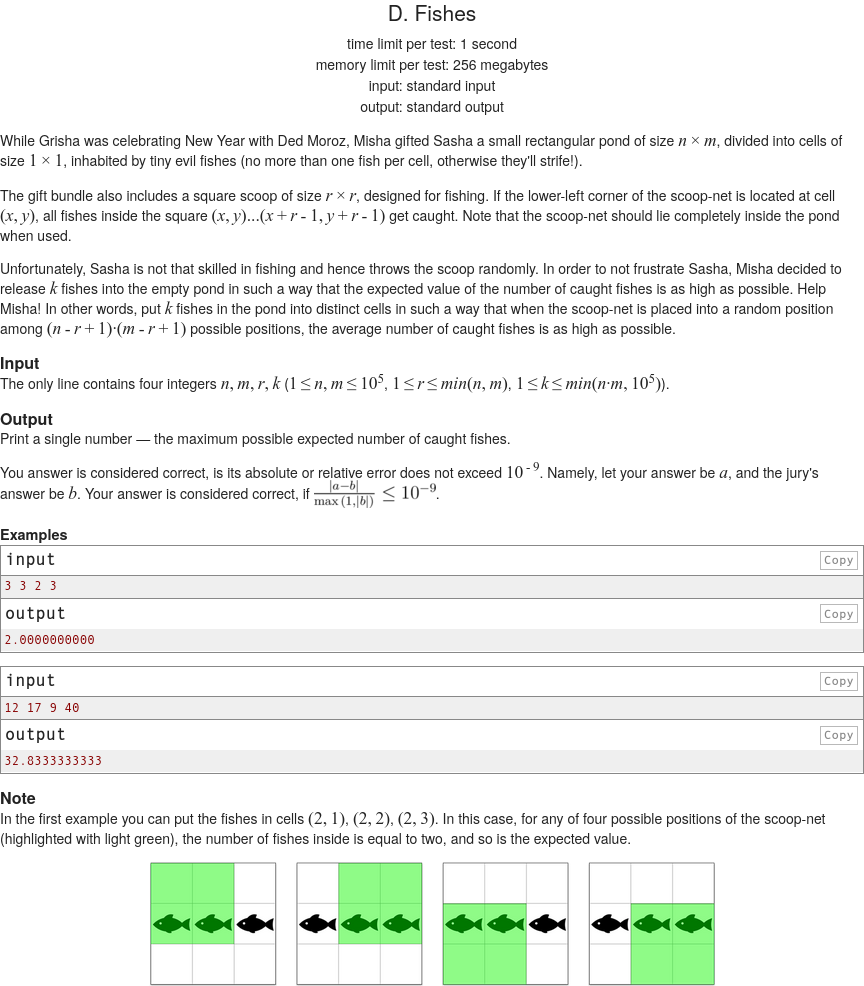 D. Fishes
time limit per test: 1 second
memory limit per test: 256 megabytes
input: standard input
output: standard output
While Grisha was celebrating New Year with Ded Moroz, Misha gifted Sasha a small rectangular pond of size n × m, divided into cells of
size 1 × 1, inhabited by tiny evil fishes (no more than one fish per cell, otherwise they'll strife!).
The gift bundle also includes a square scoop of size r × r, designed for fishing. If the lower-left corner of the scoop-net is located at cell
(x, y), all fishes inside the square (x, y)...(x + r - 1, y + r - 1) get caught. Note that the scoop-net should lie completely inside the pond
when used.
Unfortunately, Sasha is not that skilled in fishing and hence throws the scoop randomly. In order to not frustrate Sasha, Misha decided to
release k fishes into the empty pond in such a way that the expected value of the number of caught fishes is as high as possible. Help
Misha! In other words, put k fishes in the pond into distinct cells in such a way that when the scoop-net is placed into a random position
among (n - r + 1)·(m - r + 1) possible positions, the average number of caught fishes is as high as possible.
Input
The only line contains four integers n, m, r, k (1 ≤ n, m ≤ 10⁵, 1 ≤ r ≤ min(n, m), 1 ≤ k ≤ min(n·m, 10⁵)).
Output
Print a single number — the maximum possible expected number of caught fishes.
You answer is considered correct, is its absolute or relative error does not exceed 10⁻⁹. Namely, let your answer be a, and the jury's
answer be b. Your answer is considered correct, if |a−b| / max (1,|b|) ≤ 10⁻⁹.
Examples
input Copy
3 3 2 3
output Copy
2.0000000000
input Copy
12 17 9 40
output Copy
32.8333333333
Note
In the first example you can put the fishes in cells (2, 1), (2, 2), (2, 3). In this case, for any of four possible positions of the scoop-net
(highlighted with light green), the number of fishes inside is equal to two, and so is the expected value.